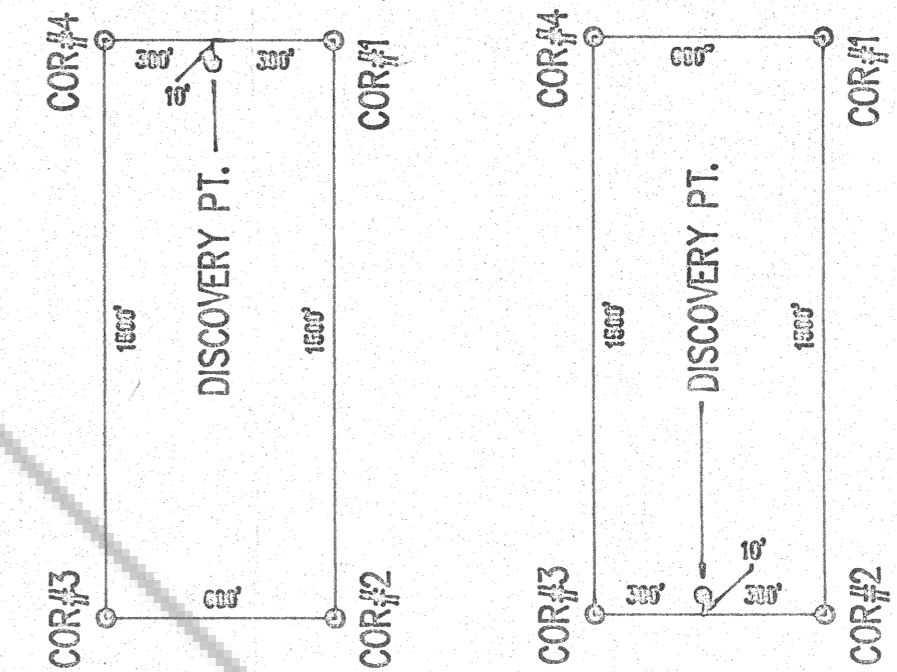 COR#4
300'
300'
COR#1
10'
DISCOVERY PT.
1500'
1500'
COR#3
600'
COR#2
COR#4
600'
COR#1
DISCOVERY PT.
1500'
1500'
10'
COR#3
300'
300'
COR#2